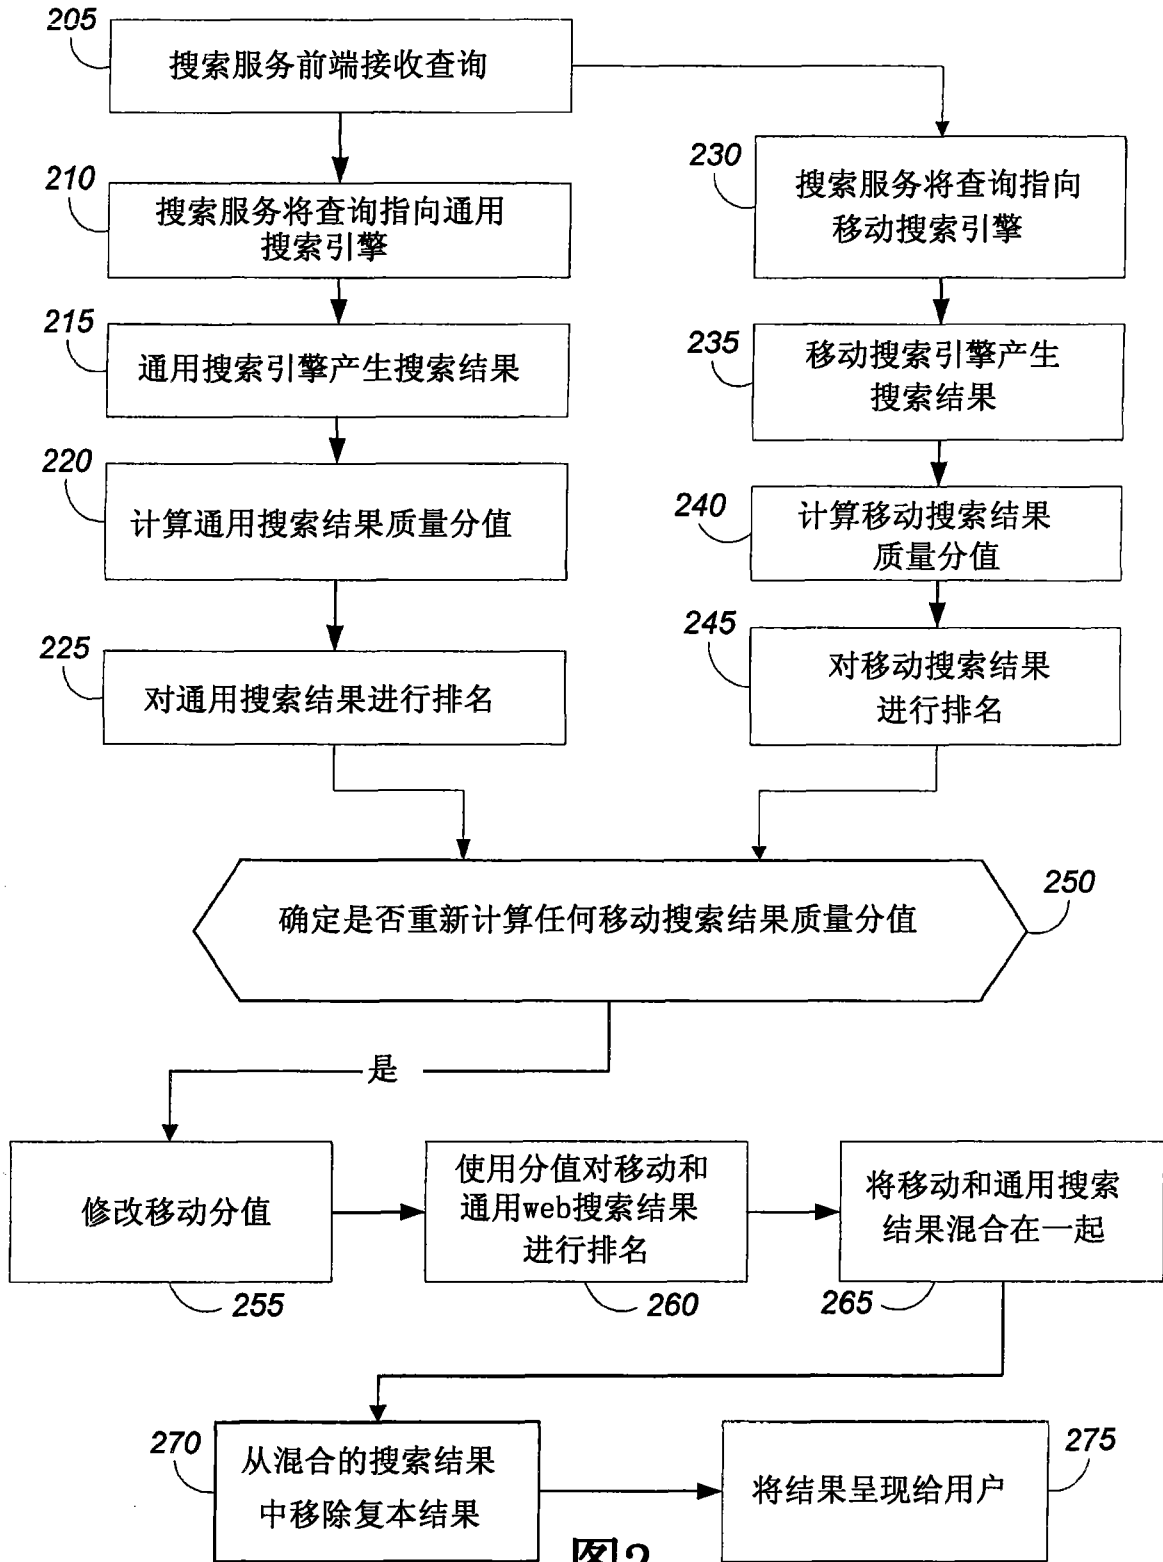 205
搜索服务前端接收查询
210
搜索服务将查询指向通用
搜索引擎
215
通用搜索引擎产生搜索结果
220
计算通用搜索结果质量分值
225
对通用搜索结果进行排名
230
搜索服务将查询指向
移动搜索引擎
235
移动搜索引擎产生
搜索结果
240
计算移动搜索结果
质量分值
245
对移动搜索结果
进行排名
250
确定是否重新计算任何移动搜索结果质量分值
是
修改移动分值
255
使用分值对移动和
通用web搜索结果
进行排名
260
将移动和通用搜索
结果混合在一起
265
270
从混合的搜索结果
中移除复本结果
275
将结果呈现给用户
图2